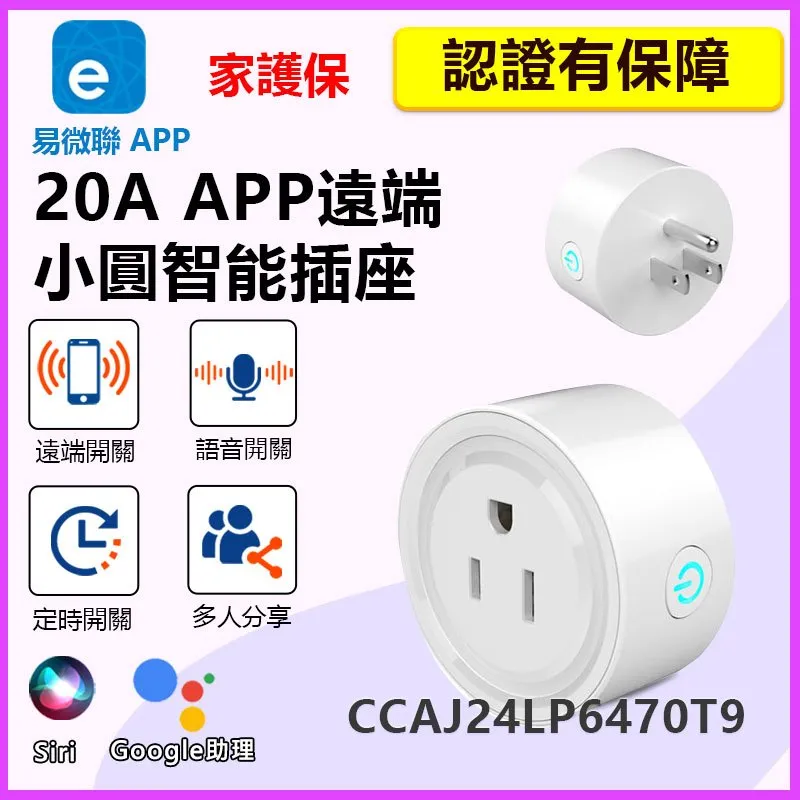 e
家護保
認證有保障
易微聯 APP
20A APP遠端
小圓智能插座
遠端開關
語音開關
定時開關
多人分享
Siri
Google助理
CCAJ24LP6470T9